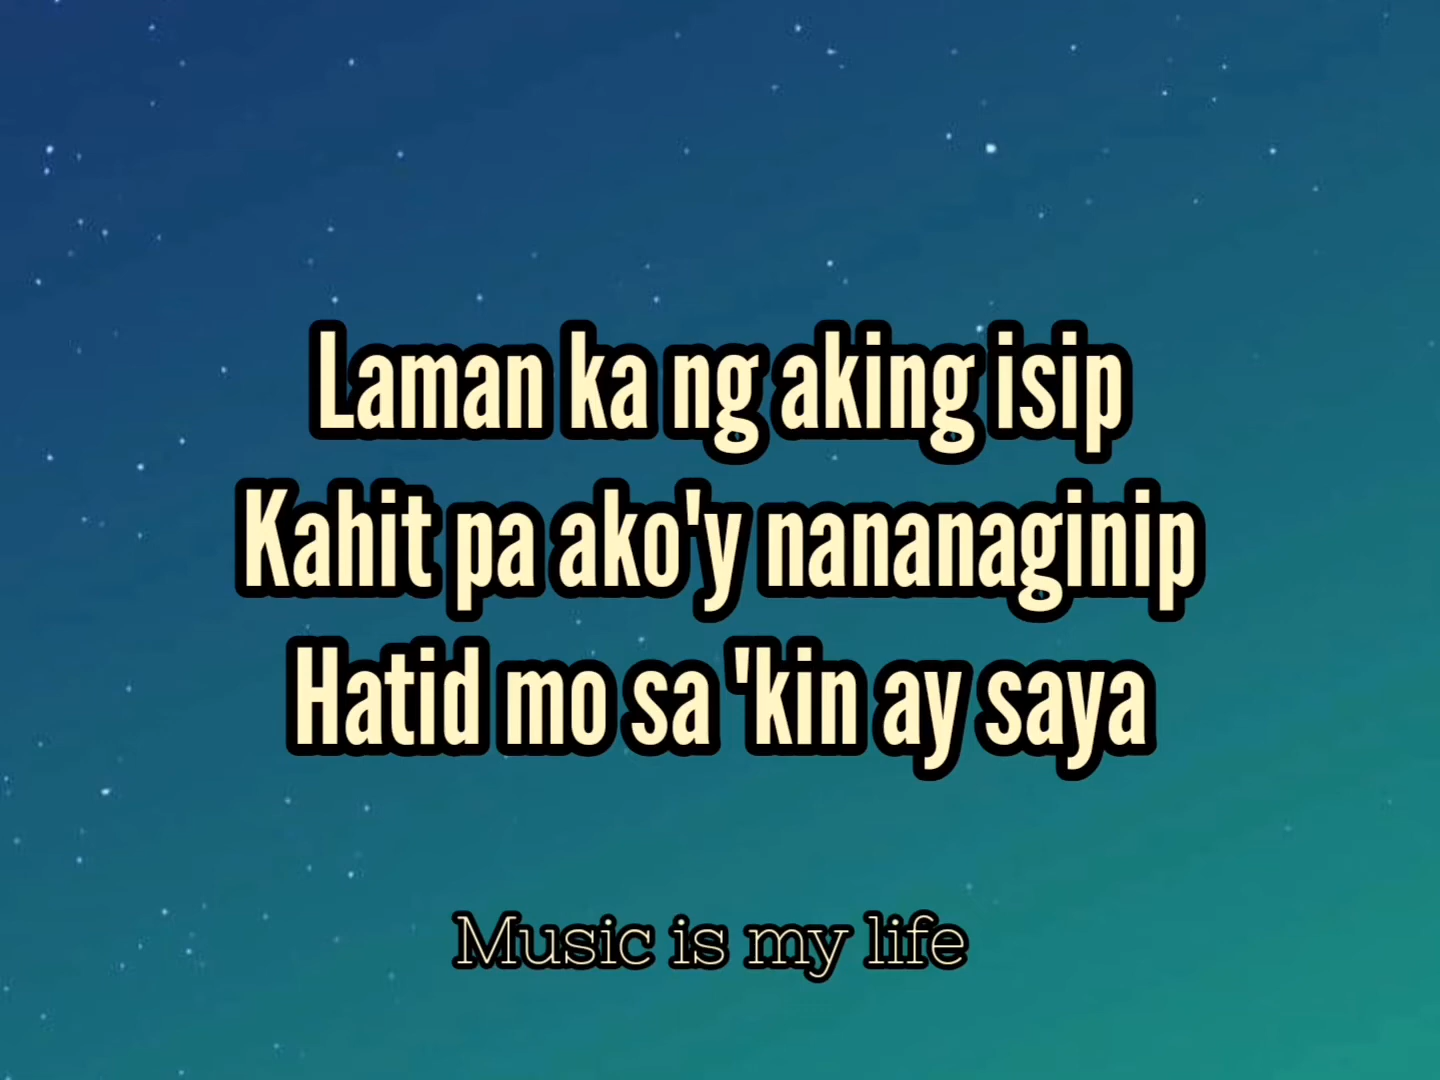 Laman ka ng aking isip
Kahit pa ako'y nananaginip
Hatid mo sa 'kin ay saya
Music is my life